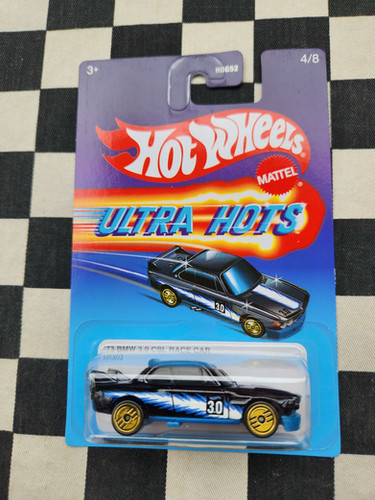 3+
HDG52
4/8
HOT WHEELS
MATTEL
ULTRA HOTS
3.0
'73 BMW 3.0 CSL RACE CAR
3.0